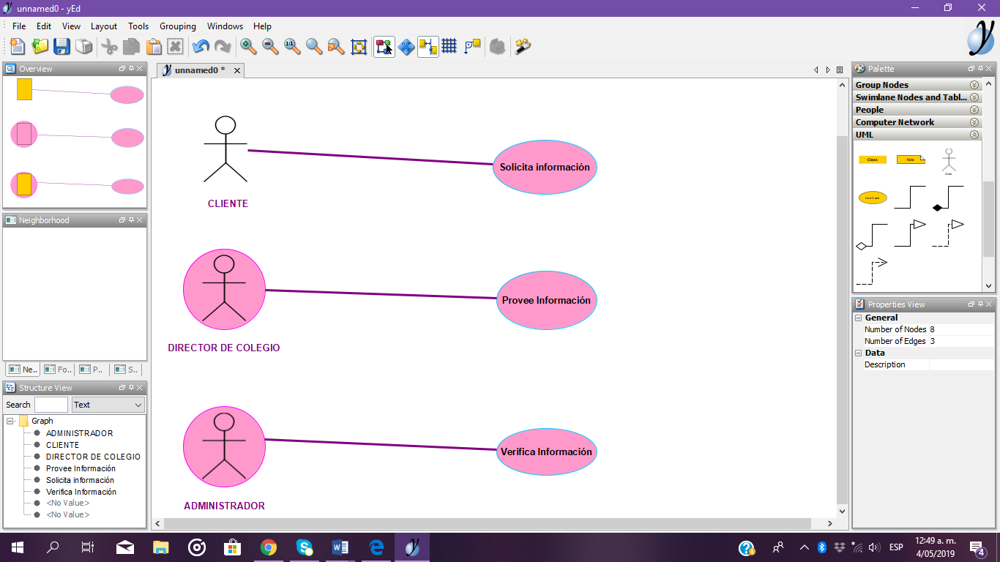 unnamed0 - yEd
File Edit View Layout Tools Grouping Windows Help
1:1
Overview
unnamed0 *
Palette
Group Nodes
Swimlane Nodes and Tabl...
People
Computer Network
UML
Class
Note
Actor
Use Case
Solicita información
CLIENTE
Provee Información
DIRECTOR DE COLEGIO
Verifica Información
ADMINISTRADOR
Neighborhood
Ne.. Fo.. P.. S..
Structure View
Search Text
Graph
ADMINISTRADOR
CLIENTE
DIRECTOR DE COLEGIO
Provee Información
Solicita información
Verifica Información
<No Value>
<No Value>
Properties View
General
Number of Nodes 8
Number of Edges 3
Data
Description
ESP
12:49 a. m.
4/05/2019
4